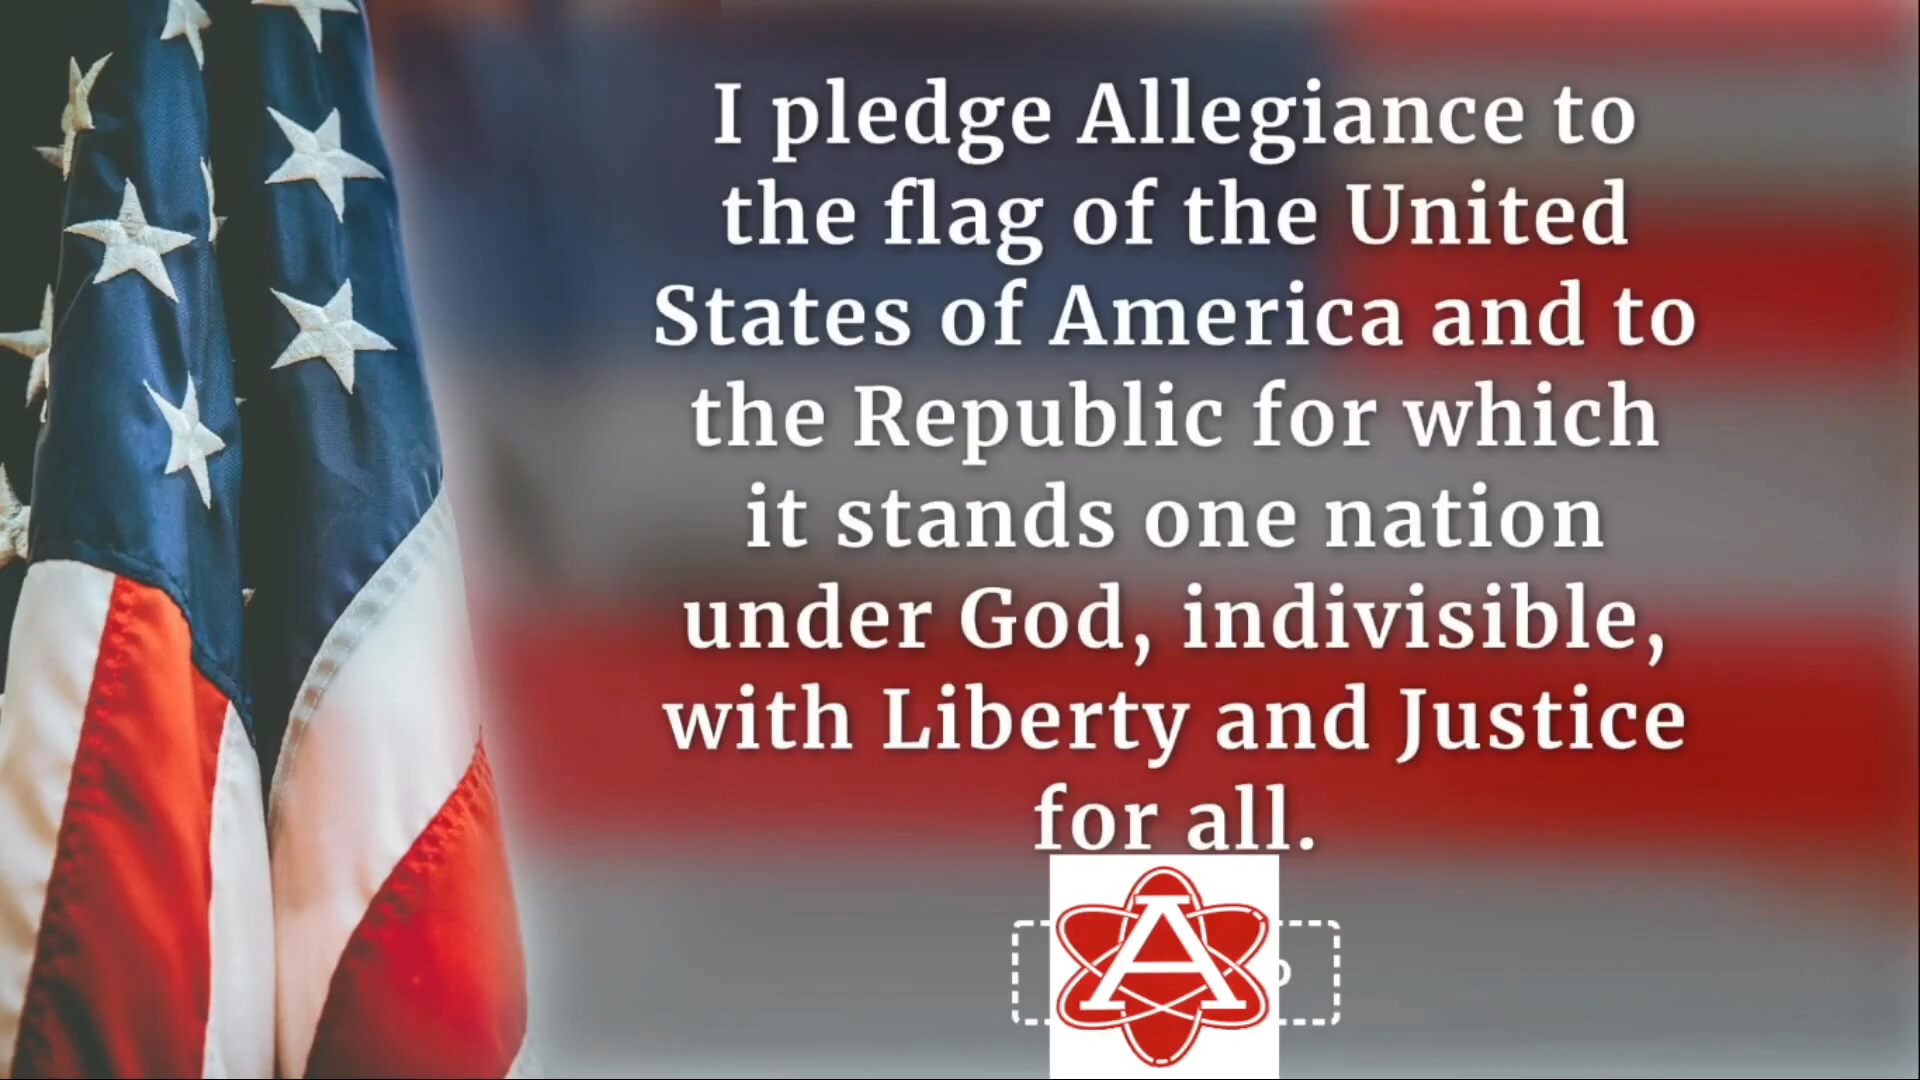 I pledge Allegiance to
the flag of the United
States of America and to
the Republic for which
it stands one nation
under God, indivisible,
with Liberty and Justice
for all.
A